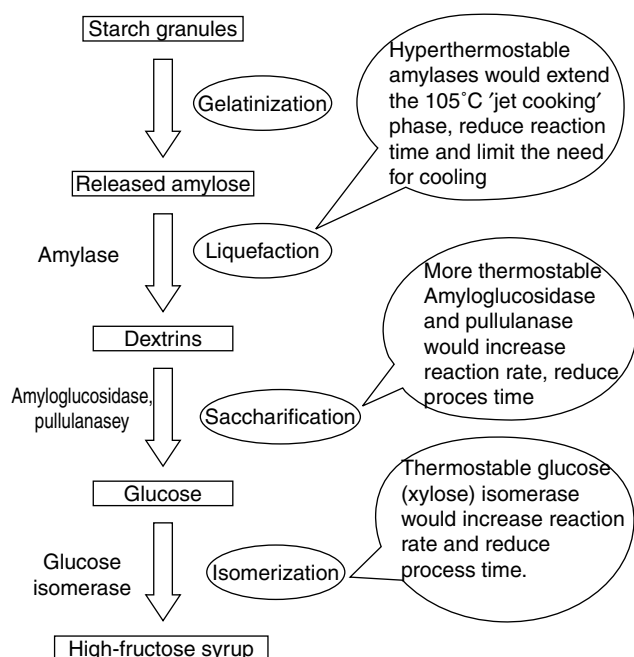 Starch granules
Gelatinization
Hyperthermostable
amylases would extend
the 105˚C ′jet cooking′
phase, reduce reaction
time and limit the need
for cooling
Released amylose
Amylase
Liquefaction
More thermostable
Amyloglucosidase
and pullulanase
would increase
reaction rate, reduce
proces time
Dextrins
Amyloglucosidase,
pullulanasey
Saccharification
Glucose
Thermostable glucose
(xylose) isomerase
would increase reaction
rate and reduce
process time.
Glucose
isomerase
Isomerization
High-fructose syrup